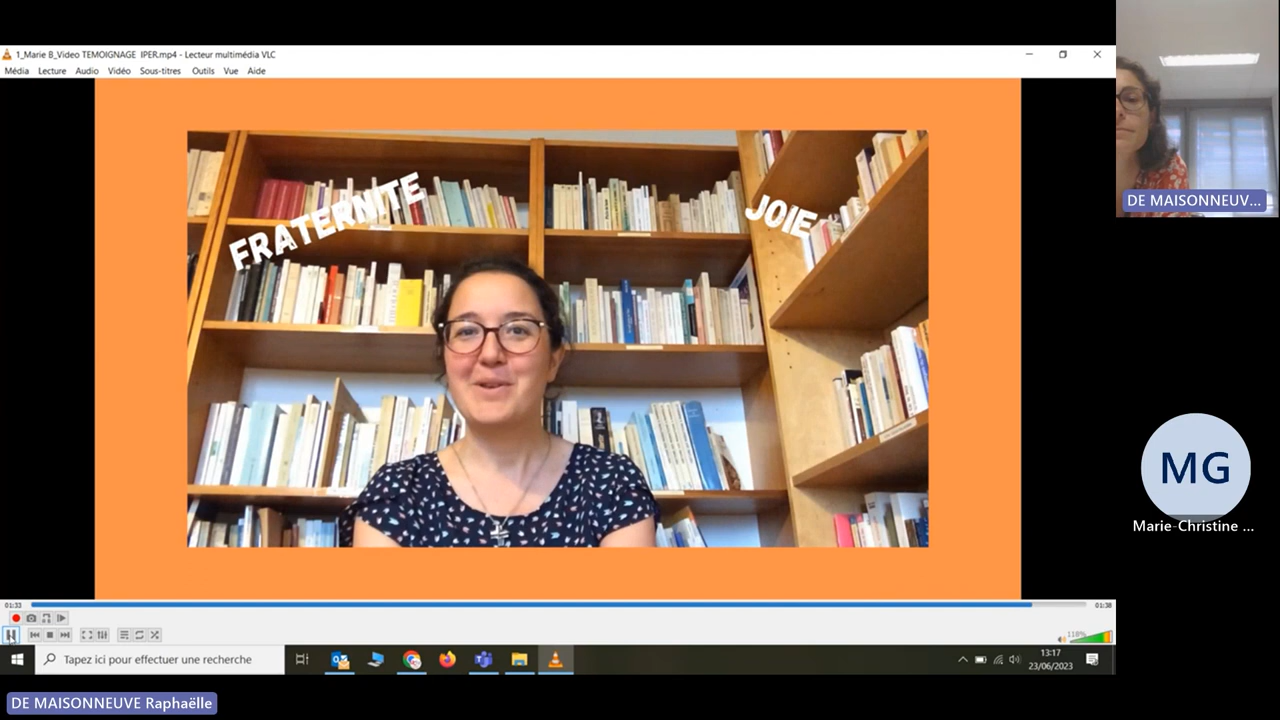 1_Marie B_Video TEMOIGNAGE IPER.mp4 - Lecteur multimédia VLC
Média Lecture Audio Vidéo Sous-titres Outils Vue Aide
FRATERNITE
JOIE
DE MAISONNEUV...
MG
Marie-Christine ...
01:33
01:38
118%
Tapez ici pour effectuer une recherche
13:17
23/06/2023
DE MAISONNEUVE Raphaëlle